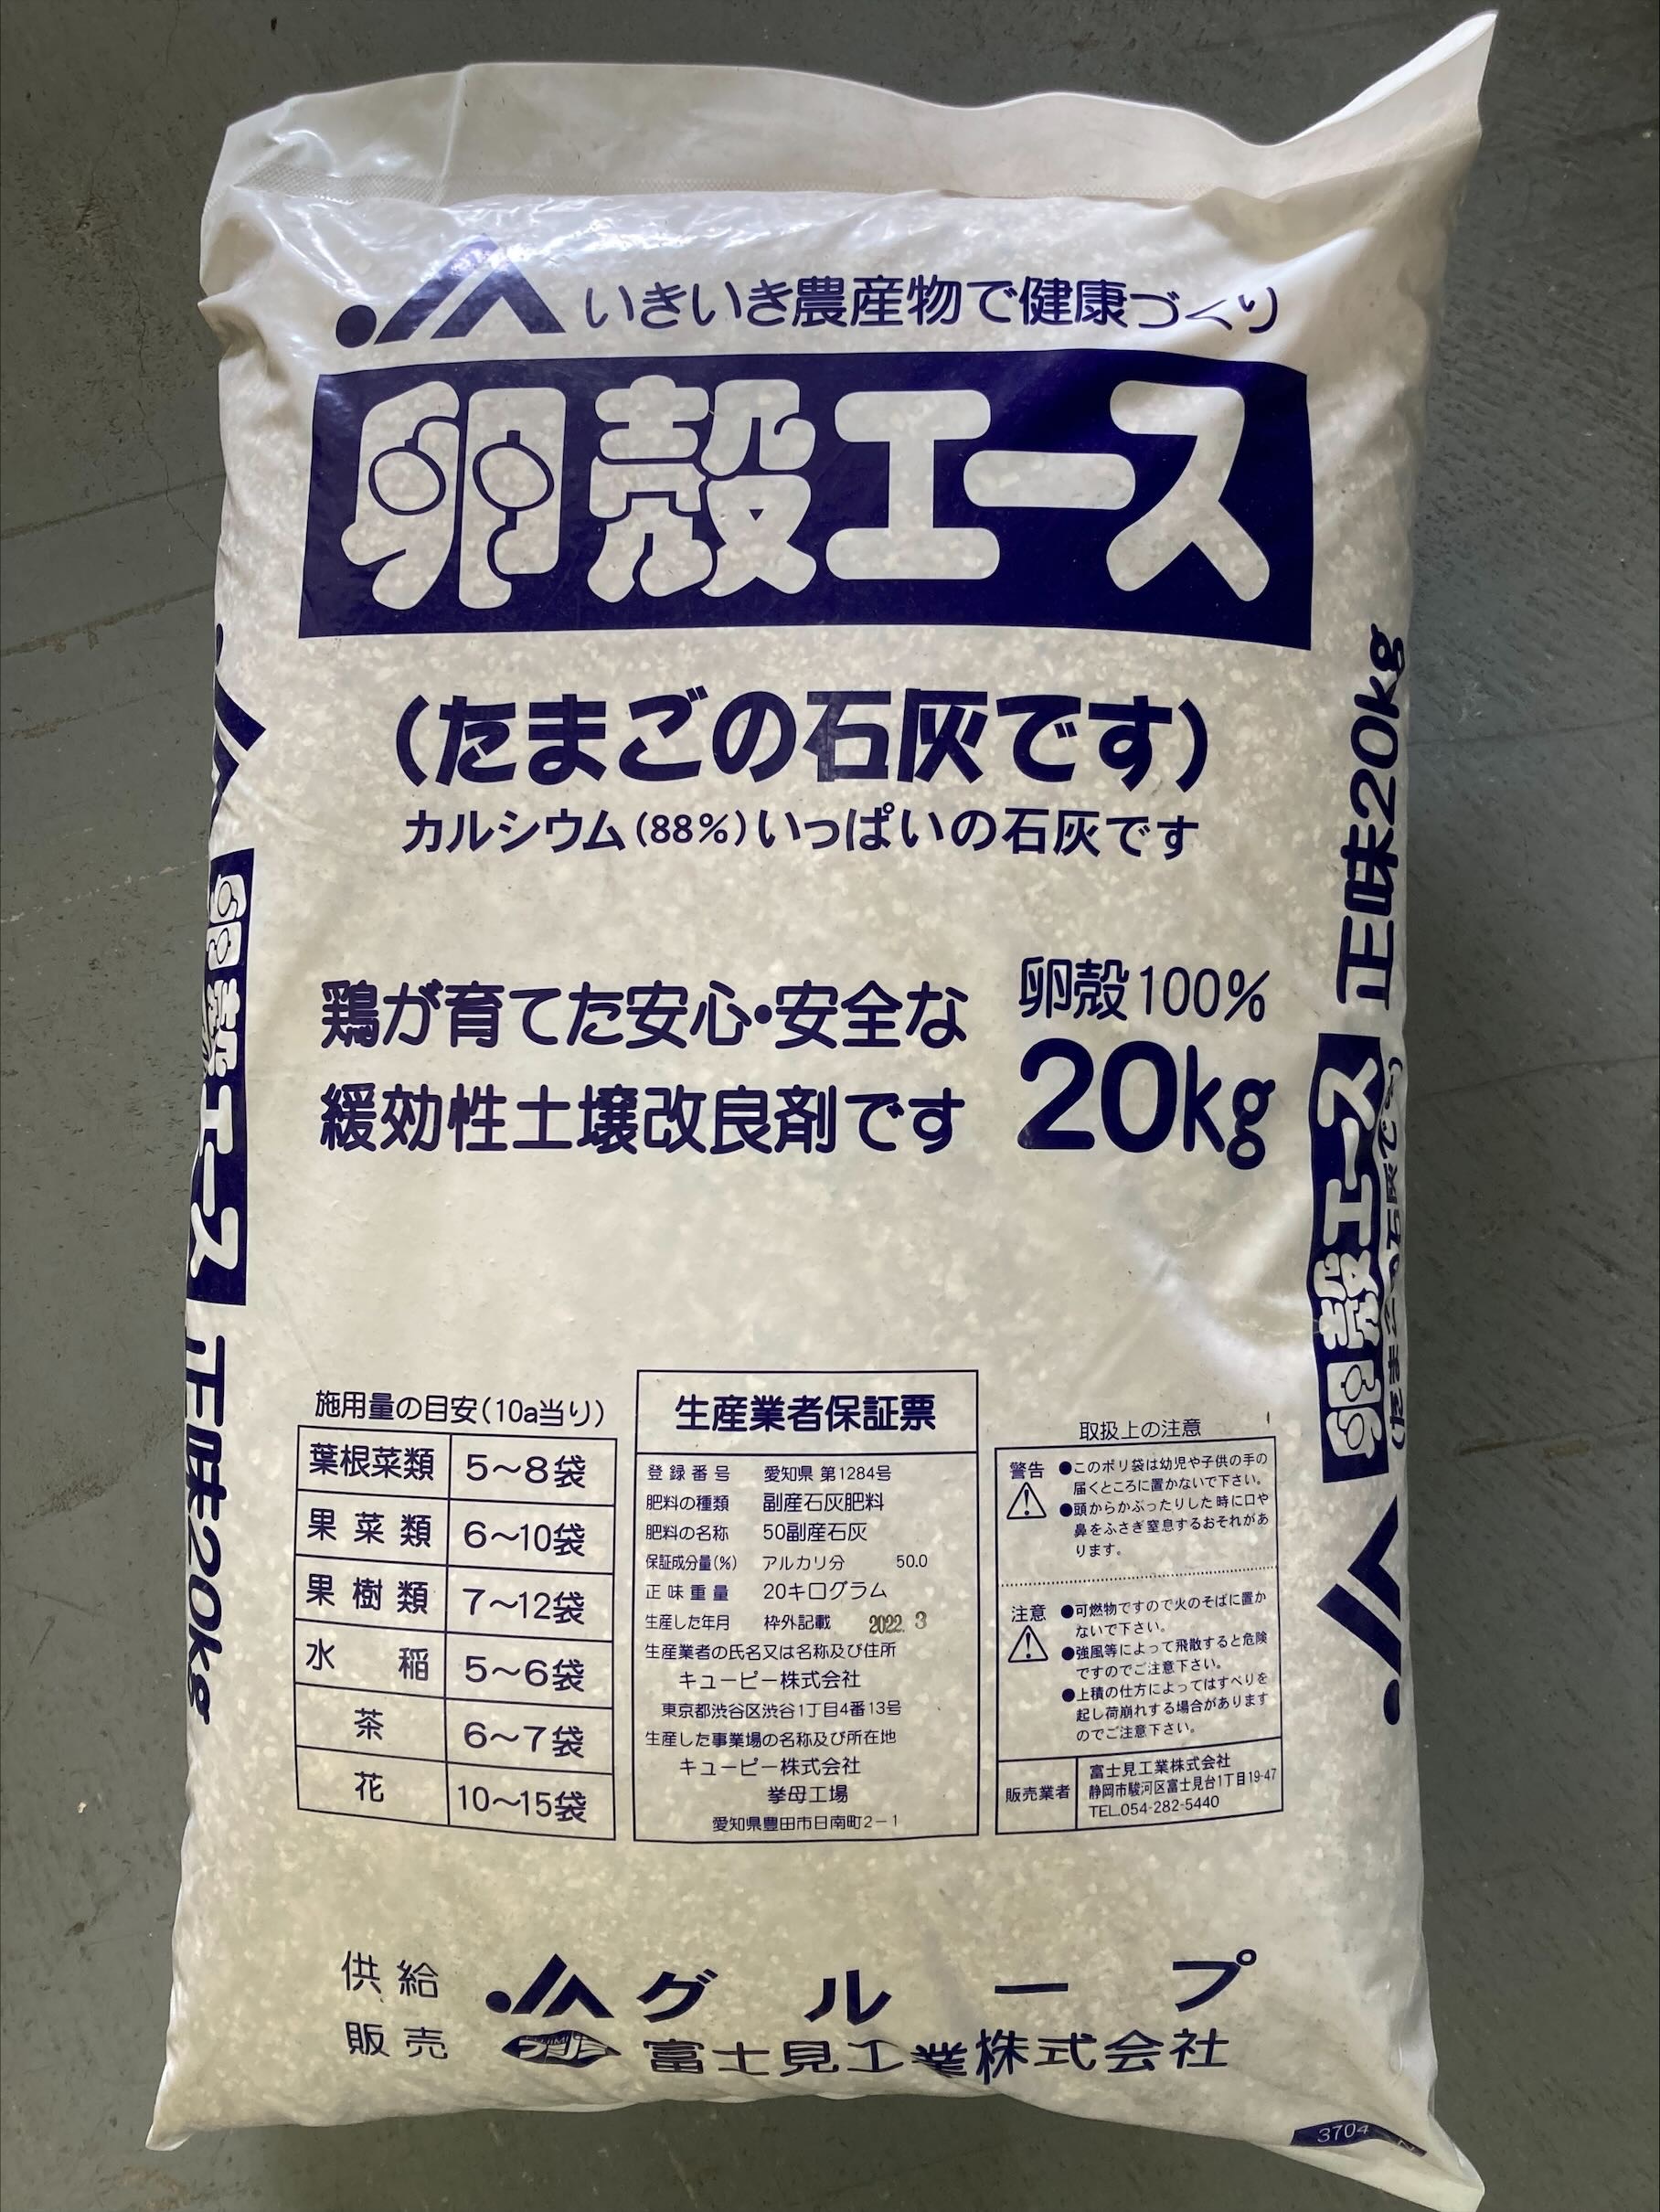 JA いきいき農産物で健康づくり
卵殻エース
(たまごの石灰です)
カルシウム(88%)いっぱいの石灰です
鶏が育てた安心・安全な
緩効性土壌改良剤です
卵殻100%
20kg
施用量の目安(10a当り)
葉根菜類 5〜8袋
果菜類 6〜10袋
果樹類 7〜12袋
水稲 5〜6袋
茶 6〜7袋
花 10〜15袋
生産業者保証票
登録番号 愛知県 第1284号
肥料の種類 副産石灰肥料
肥料の名称 50副産石灰
保証成分量(%) アルカリ分 50.0
正味重量 20キログラム
生産した年月 枠外記載 2022. 3
生産業者の氏名又は名称及び住所
キューピー株式会社
東京都渋谷区渋谷1丁目4番13号
生産した事業場の名称及び所在地
キューピー株式会社
挙母工場
愛知県豊田市日南町2-1
取扱上の注意
警告 ●このポリ袋は幼児や子供の手の
届くところに置かないで下さい。
●頭からかぶったりした時に口や
鼻をふさぎ窒息するおそれがあ
ります。
注意 ●可燃物ですので火のそばに置か
ないで下さい。
●強風等によって飛散すると危険
ですのでご注意下さい。
●上積の仕方によってはすべりを
起し荷崩れする場合があります
のでご注意下さい。
販売業者 富士見工業株式会社
静岡市駿河区富士見台1丁目19-47
TEL.054-282-5440
供給 JAグループ
販売 フジミ 富士見工業株式会社
3704
JA 卵殻エース 正味20kg
JA 卵殻エース 正味20kg
(たまごの石灰です)